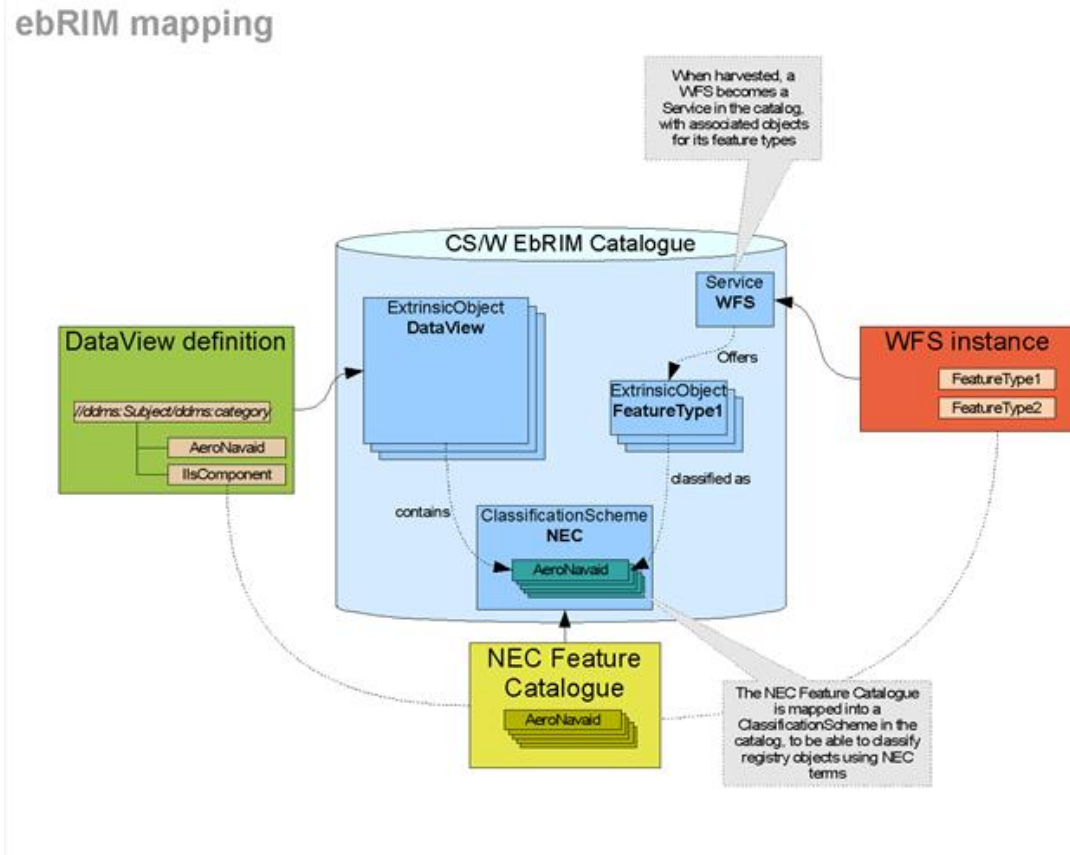 ebRIM mapping
When harvested, a
WFS becomes a
Service in the catalog,
with associated objects
for its feature types
CS/W EbRIM Catalogue
Service
WFS
ExtrinsicObject
DataView
DataView definition
//ddms:Subject/ddms:category
AeroNavaid
IlsComponent
Offers
ExtrinsicObject
FeatureType1
WFS instance
FeatureType1
FeatureType2
contains
classified as
ClassificationScheme
NEC
AeroNavaid
NEC Feature
Catalogue
AeroNavaid
The NEC Feature Catalogue
is mapped into a
ClassificationScheme in the
catalog, to be able to classify
registry objects using NEC
terms